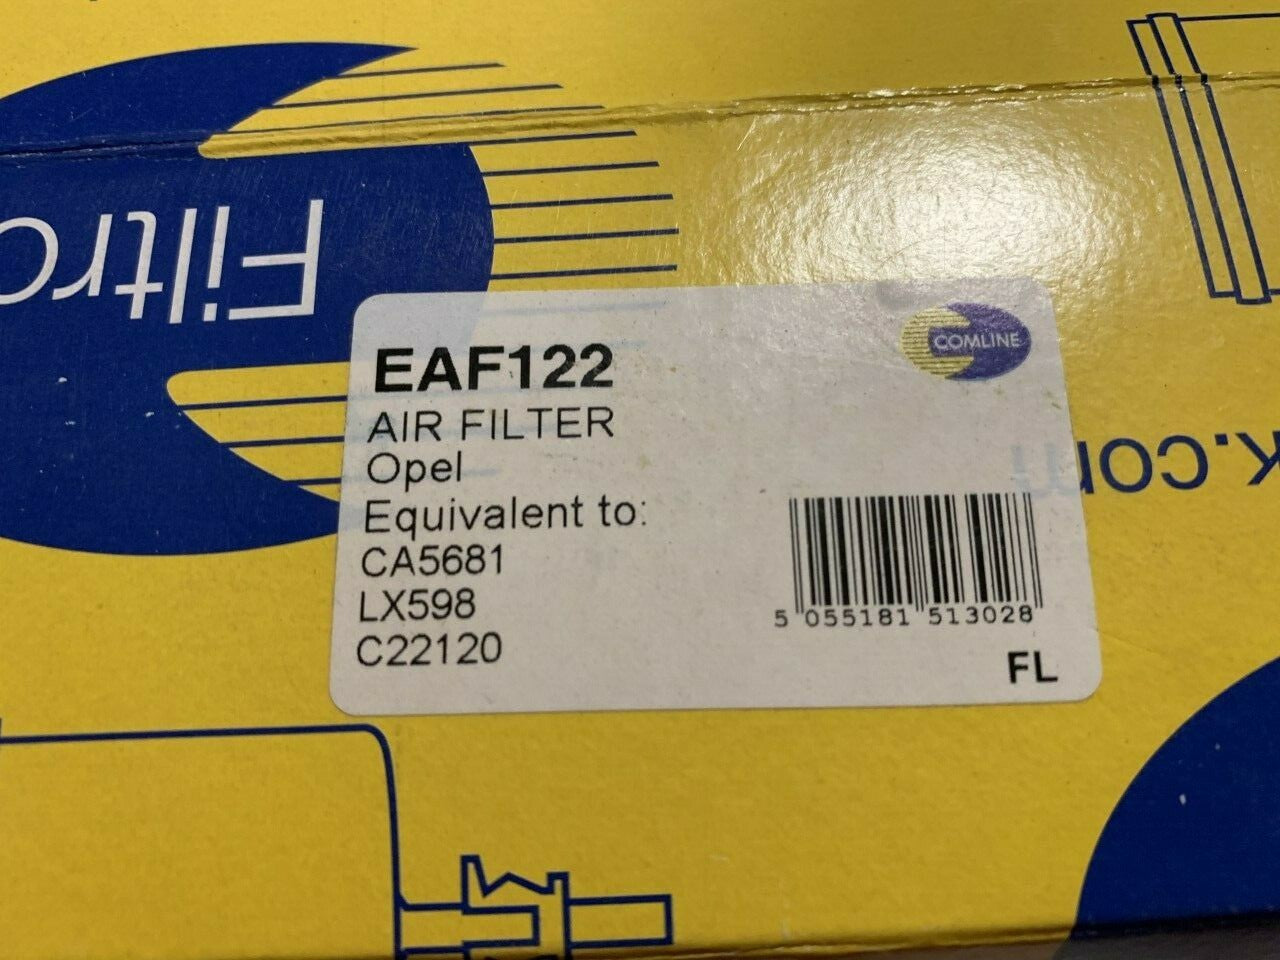 Filtro
EAF122
COMLINE
AIR FILTER
Opel
Equivalent to:
CA5681
LX598
C22120
5 055181 513028
FL
k.com